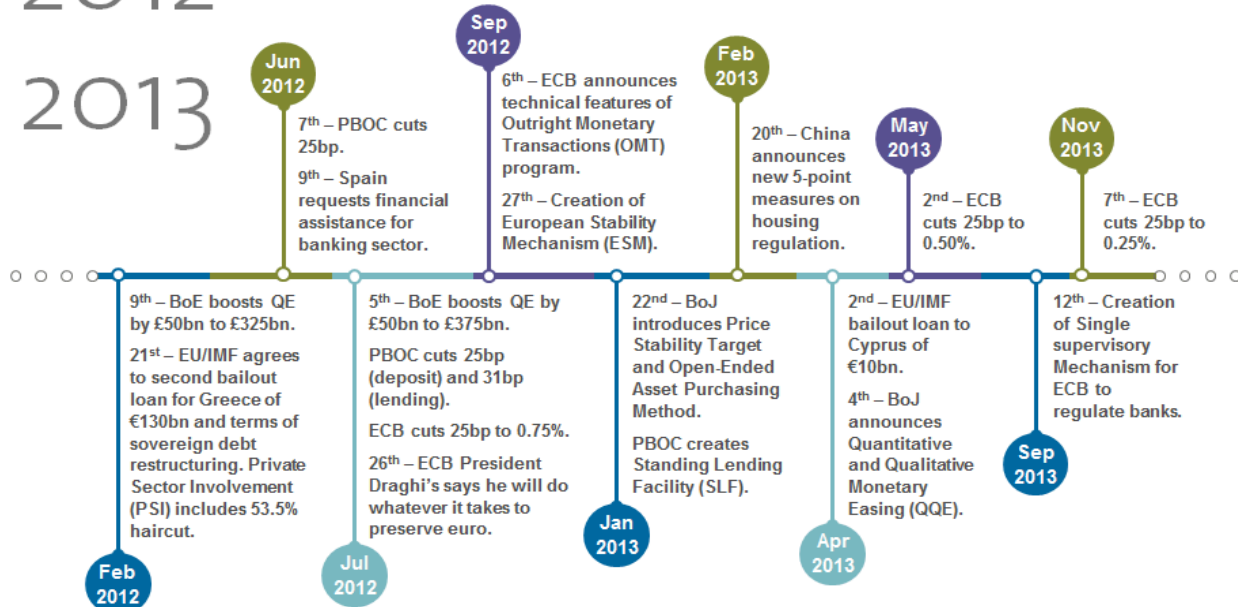 2012
2013
Jun
2012
7th – PBOC cuts
25bp.
9th – Spain
requests financial
assistance for
banking sector.
Sep
2012
6th – ECB announces
technical features of
Outright Monetary
Transactions (OMT)
program.
27th – Creation of
European Stability
Mechanism (ESM).
Feb
2013
20th – China
announces
new 5-point
measures on
housing
regulation.
May
2013
2nd – ECB
cuts 25bp to
0.50%.
Nov
2013
7th – ECB
cuts 25bp to
0.25%.
9th – BoE boosts QE
by £50bn to £325bn.
21st – EU/IMF agrees
to second bailout
loan for Greece of
€130bn and terms of
sovereign debt
restructuring. Private
Sector Involvement
(PSI) includes 53.5%
haircut.
Feb
2012
5th – BoE boosts QE by
£50bn to £375bn.
PBOC cuts 25bp
(deposit) and 31bp
(lending).
ECB cuts 25bp to 0.75%.
26th – ECB President
Draghi's says he will do
whatever it takes to
preserve euro.
Jul
2012
22nd – BoJ
introduces Price
Stability Target
and Open-Ended
Asset Purchasing
Method.
PBOC creates
Standing Lending
Facility (SLF).
Jan
2013
2nd – EU/IMF
bailout loan to
Cyprus of
€10bn.
4th – BoJ
announces
Quantitative
and Qualitative
Monetary
Easing (QQE).
Apr
2013
12th – Creation
of Single
supervisory
Mechanism for
ECB to
regulate banks.
Sep
2013